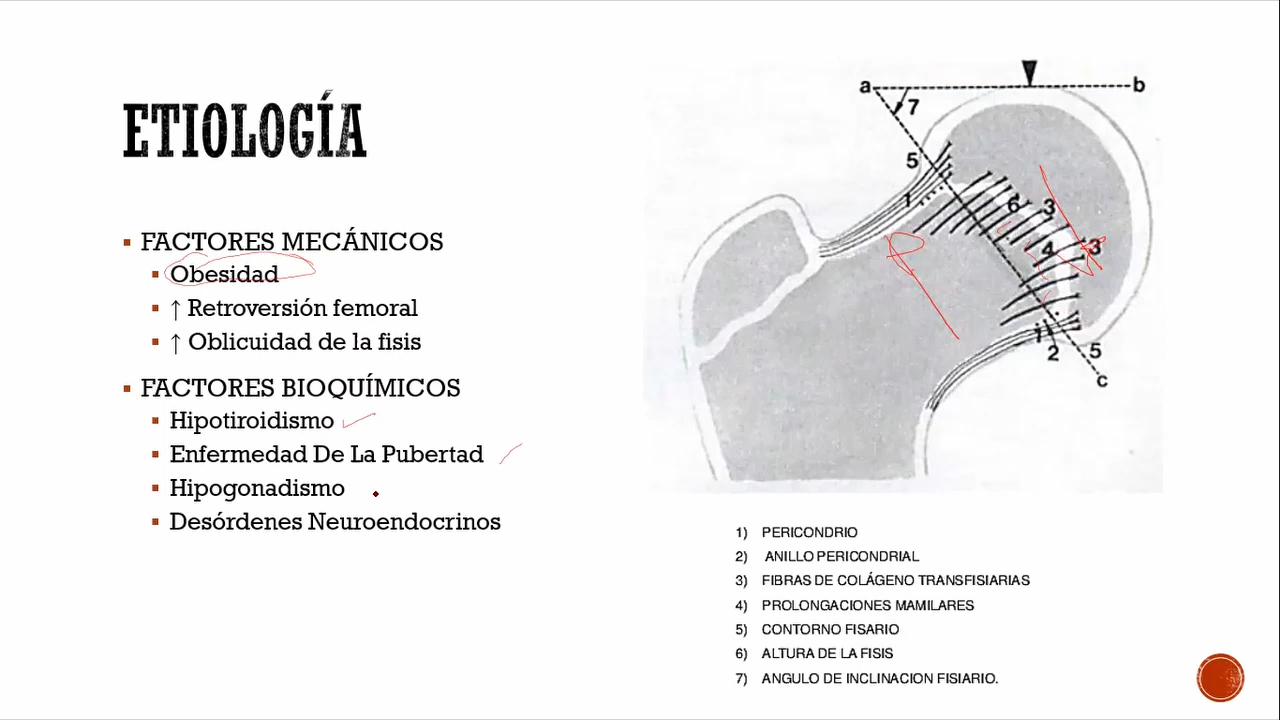 ETIOLOGÍA
FACTORES MECÁNICOS
Obesidad
↑ Retroversión femoral
↑ Oblicuidad de la fisis
FACTORES BIOQUÍMICOS
Hipotiroidismo
Enfermedad De La Pubertad
Hipogonadismo
Desórdenes Neuroendocrinos
a
b
7
5
1
6
3
4
3
1
2
5
c
1) PERICONDRIO
2) ANILLO PERICONDRIAL
3) FIBRAS DE COLÁGENO TRANSFISIARIAS
4) PROLONGACIONES MAMILARES
5) CONTORNO FISARIO
6) ALTURA DE LA FISIS
7) ANGULO DE INCLINACION FISIARIO.